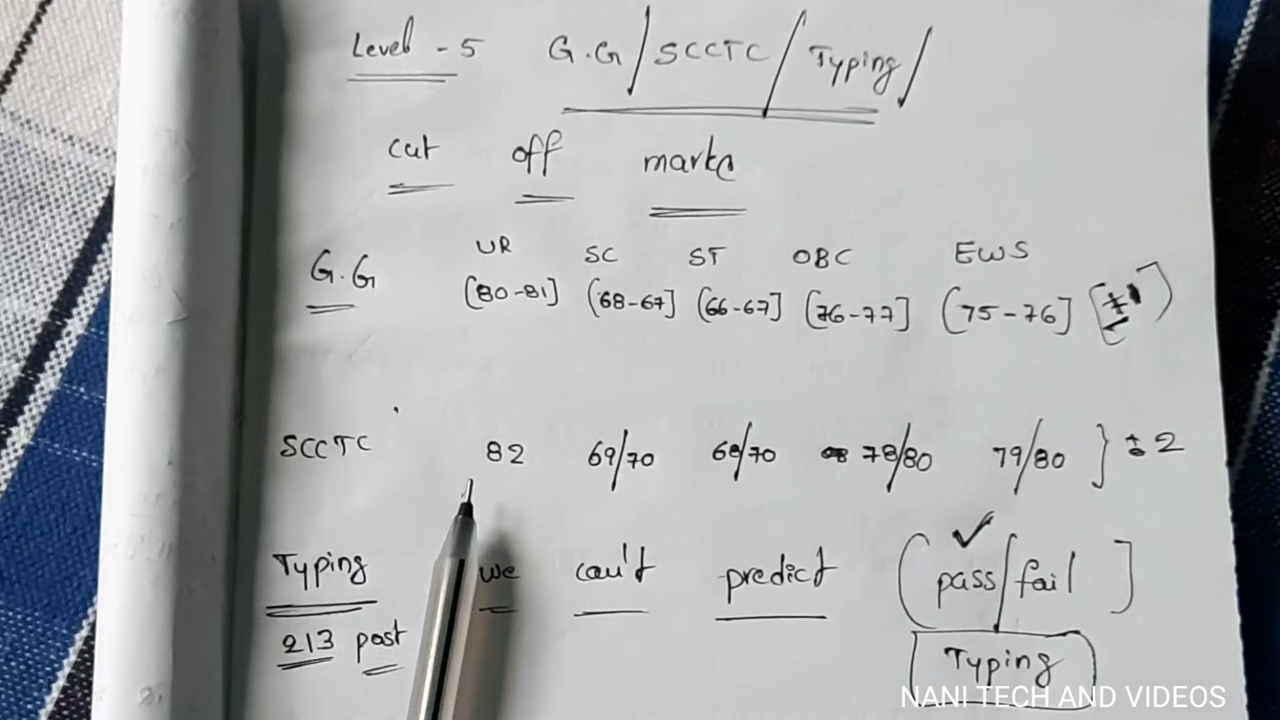 Level - 5 G.G/SCCTC/Typing/
cut off marks
UR SC ST OBC EWS
G.G [80-81] (68-67] (66-67] [76-77] (75-76]
SCCTC 82 69/70 68/70 78/80 79/80 } ± 2
Typing we can't predict (pass/fail]
213 post Typing
NANI TECH AND VIDEOS